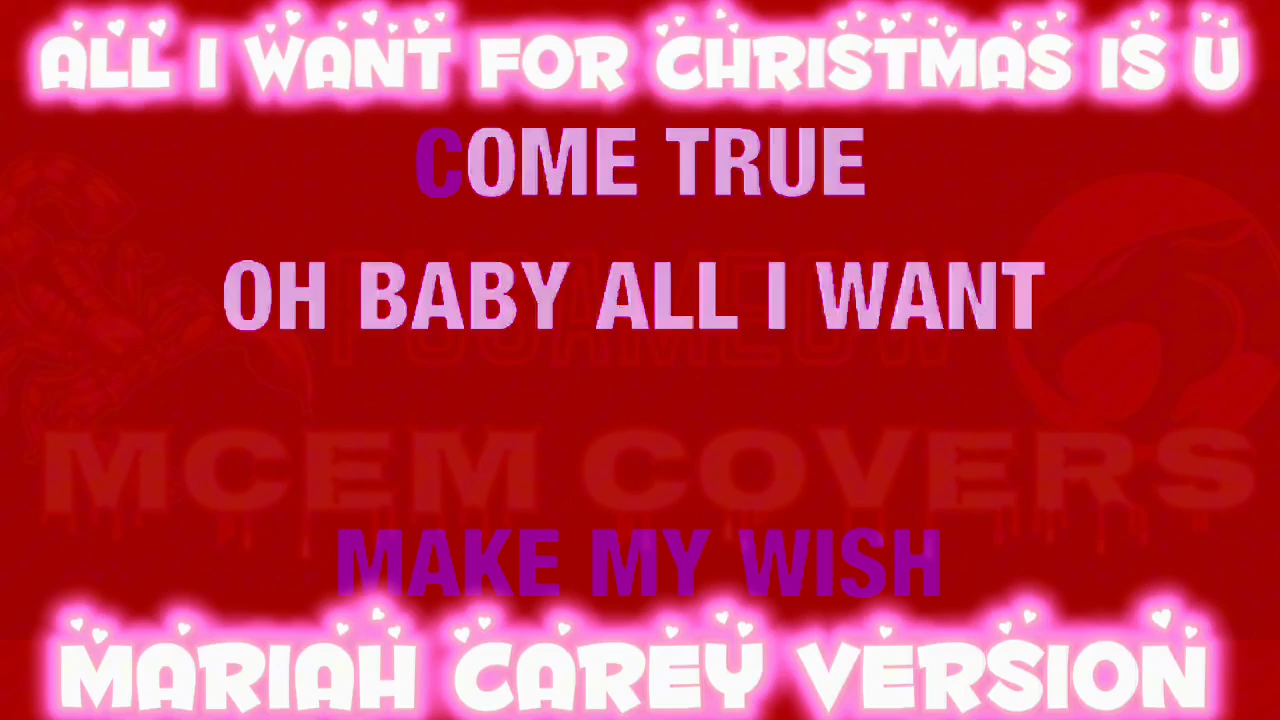 ALL I WANT FOR CHRISTMAS IS U
COME TRUE
OH BABY ALL I WANT
MCEM COVERS
MAKE MY WISH
MARIAH CAREY VERSION